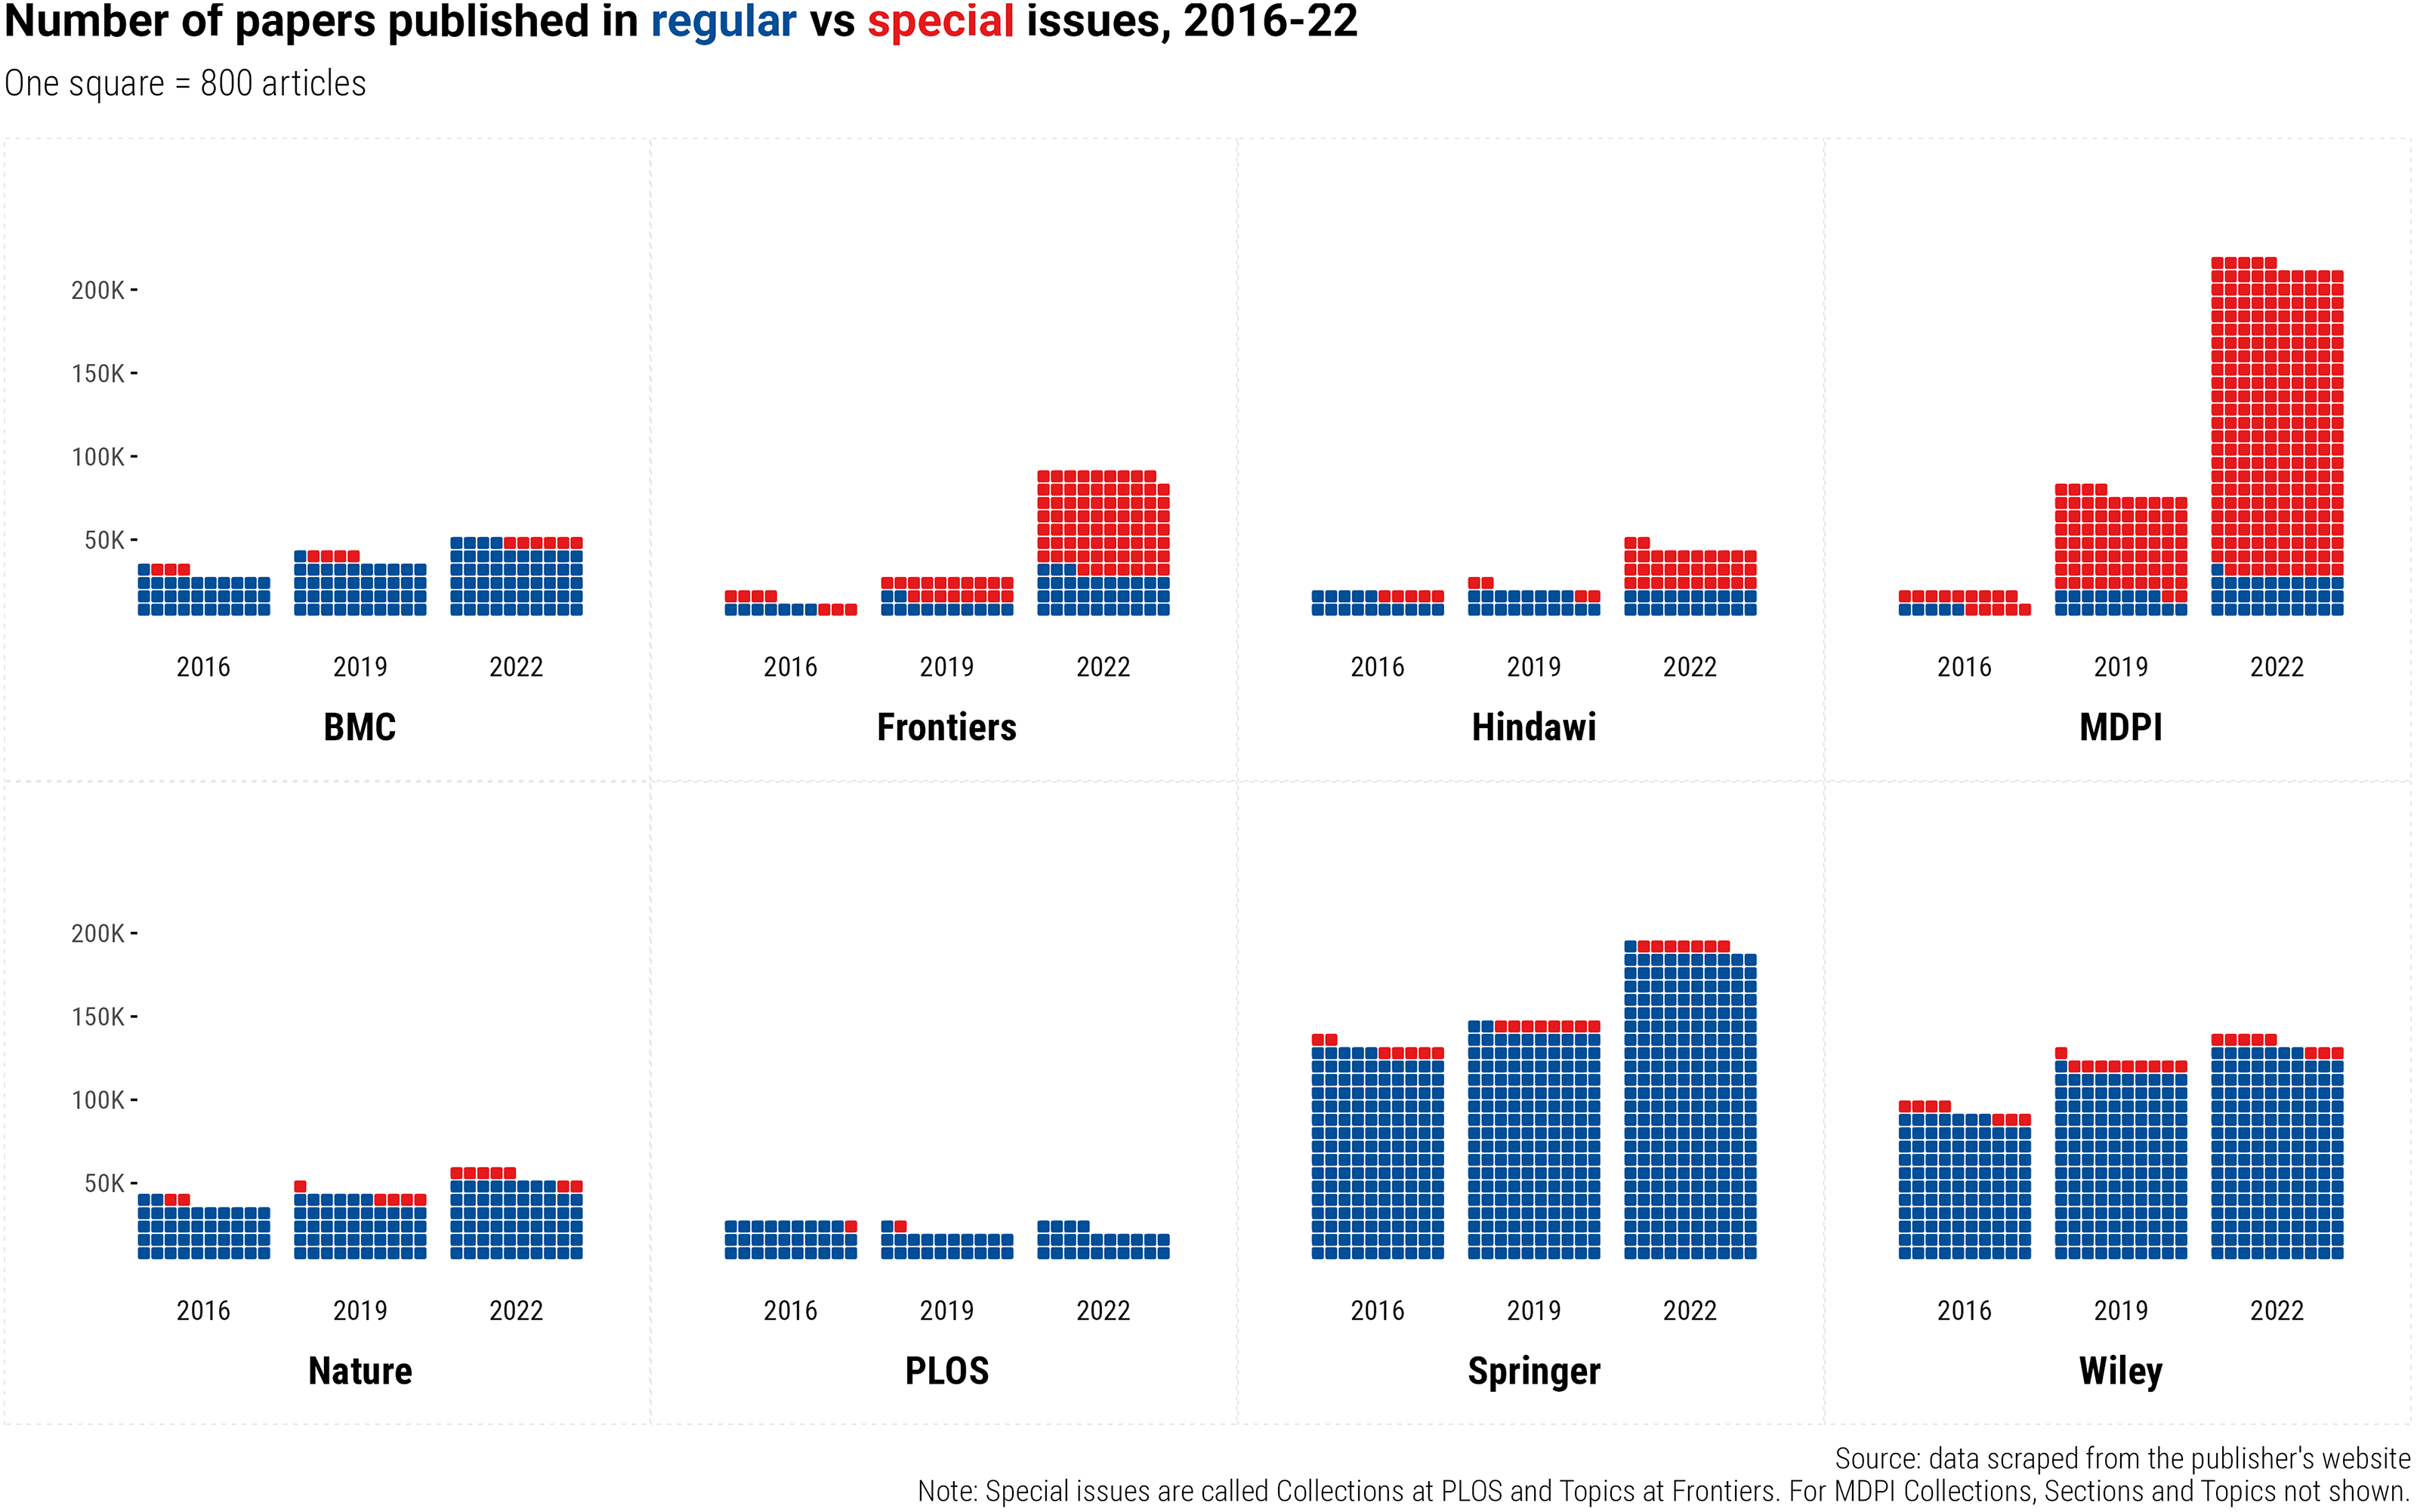 Number of papers published in regular vs special issues, 2016-22
One square = 800 articles
200K
150K
100K
50K
2016 2019 2022
BMC
2016 2019 2022
Frontiers
2016 2019 2022
Hindawi
2016 2019 2022
MDPI
200K
150K
100K
50K
2016 2019 2022
Nature
2016 2019 2022
PLOS
2016 2019 2022
Springer
2016 2019 2022
Wiley
Source: data scraped from the publisher's website
Note: Special issues are called Collections at PLOS and Topics at Frontiers. For MDPI Collections, Sections and Topics not shown.